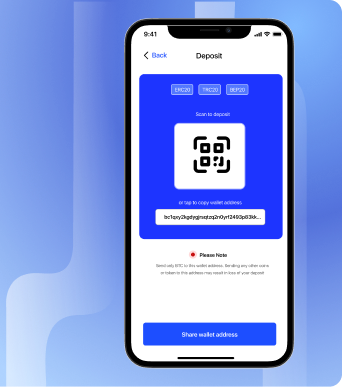 9:41
Back
Deposit
ERC20
TRC20
BEP20
Scan to deposit
or tap to copy wallet address
bc1qxy2kgdygjrsqtzq2n0yrf2493p83kk...
Please Note
Send only BTC to this wallet address. Sending any other coins
or token to this address may result in loss of your deposit
Share wallet address